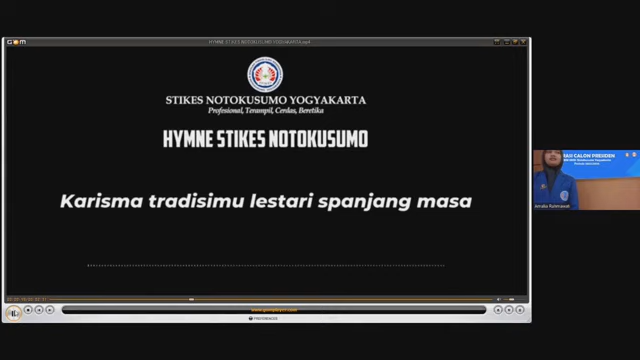 GOM
HYMNE STIKES NOTOKUSUMO YOGYAKARTA.mp4
STIKES NOTOKUSUMO YOGYAKARTA
Profesional, Terampil, Cerdas, Beretika
HYMNE STIKES NOTOKUSUMO
Karisma tradisimu lestari spanjang masa
CALON PRESIDEN